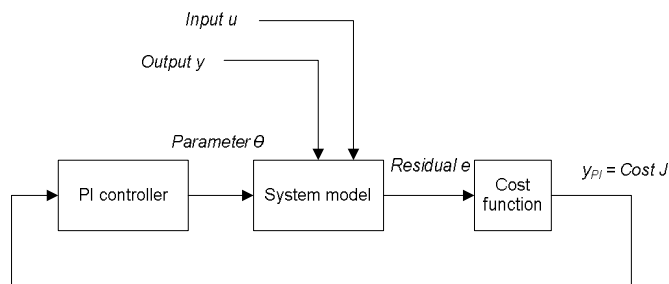 Input u
Output y
Parameter θ
Residual e
y_PI = Cost J
PI controller
System model
Cost
function